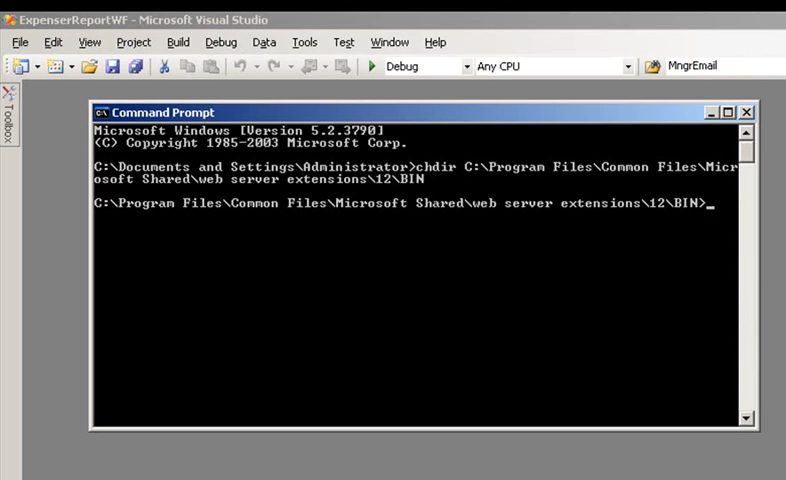 ExpenserReportWF - Microsoft Visual Studio
File Edit View Project Build Debug Data Tools Test Window Help
Debug Any CPU MngrEmail
Toolbox
Command Prompt
Microsoft Windows [Version 5.2.3790]
(C) Copyright 1985-2003 Microsoft Corp.
C:\Documents and Settings\Administrator>chdir C:\Program Files\Common Files\Micr
osoft Shared\web server extensions\12\BIN
C:\Program Files\Common Files\Microsoft Shared\web server extensions\12\BIN>_